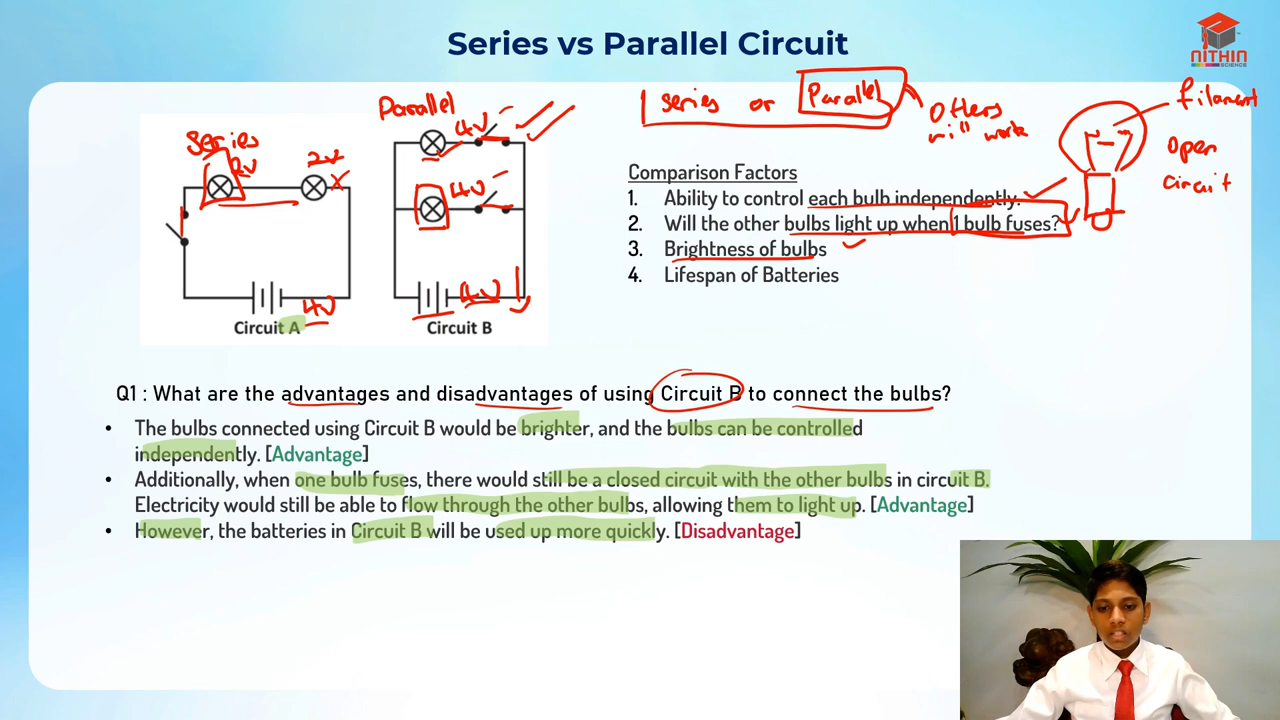 Series vs Parallel Circuit
NITHIN
SCIENCE
Series
2V
2V
4V
Circuit A
Parallel
4V
4V
4V
Circuit B
1 series or Parallel
Others
will work
filament
Open
circuit
Comparison Factors
1. Ability to control each bulb independently.
2. Will the other bulbs light up when 1 bulb fuses?
3. Brightness of bulbs
4. Lifespan of Batteries
Q1 : What are the advantages and disadvantages of using Circuit B to connect the bulbs?
• The bulbs connected using Circuit B would be brighter, and the bulbs can be controlled
independently. [Advantage]
• Additionally, when one bulb fuses, there would still be a closed circuit with the other bulbs in circuit B.
Electricity would still be able to flow through the other bulbs, allowing them to light up. [Advantage]
• However, the batteries in Circuit B will be used up more quickly. [Disadvantage]